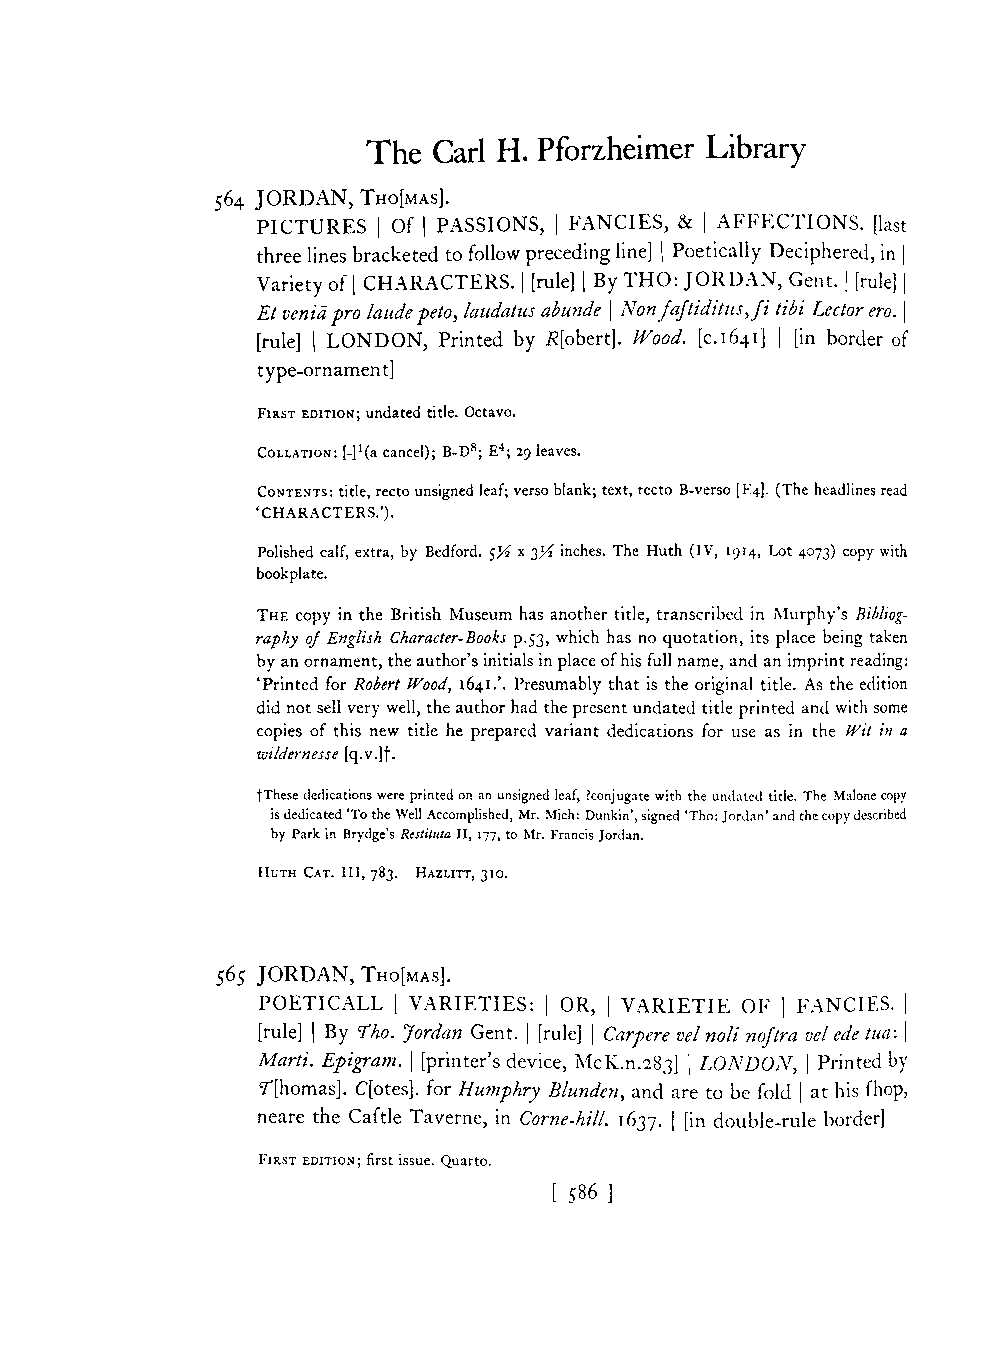 The Carl H. Pforzheimer Library
564 JORDAN, THO[MAS].
PICTURES | Of | PASSIONS, | FANCIES, & | AFFECTIONS. [last
three lines bracketed to follow preceding line] | Poetically Deciphered, in |
Variety of | CHARACTERS. | [rule] | By THO: JORDAN, Gent. | [rule] |
Et veniā pro laude peto, laudatus abunde | Non faſtiditus, ſi tibi Lector ero. |
[rule] | LONDON, Printed by R[obert]. Wood. [c.1641] | [in border of
type-ornament]
FIRST EDITION; undated title. Octavo.
COLLATION: [-]¹(a cancel); B-D⁸; E⁴; 29 leaves.
CONTENTS: title, recto unsigned leaf; verso blank; text, recto B-verso [E4]. (The headlines read
‘CHARACTERS.’).
Polished calf, extra, by Bedford. 5½ x 3½ inches. The Huth (IV, 1914, Lot 4073) copy with
bookplate.
THE copy in the British Museum has another title, transcribed in Murphy's Bibliog-
raphy of English Character-Books p.53, which has no quotation, its place being taken
by an ornament, the author's initials in place of his full name, and an imprint reading:
‘Printed for Robert Wood, 1641.’. Presumably that is the original title. As the edition
did not sell very well, the author had the present undated title printed and with some
copies of this new title he prepared variant dedications for use as in the Wit in a
wildernesse [q.v.]†.
†These dedications were printed on an unsigned leaf, ?conjugate with the undated title. The Malone copy
is dedicated ‘To the Well Accomplished, Mr. Mich: Dunkin’, signed ‘Tho: Jordan’ and the copy described
by Park in Brydge's Restituta II, 177, to Mr. Francis Jordan.
HUTH CAT. III, 783. HAZLITT, 310.
565 JORDAN, THO[MAS].
POETICALL | VARIETIES: | OR, | VARIETIE OF | FANCIES. |
[rule] | By Tho. Jordan Gent. | [rule] | Carpere vel noli noſtra vel ede tua: |
Marti. Epigram. | [printer's device, McK.n.283] | LONDON, | Printed by
T[homas]. C[otes]. for Humphry Blunden, and are to be ſold | at his ſhop,
neare the Caſtle Taverne, in Corne-hill. 1637. | [in double-rule border]
FIRST EDITION; first issue. Quarto.
[ 586 ]